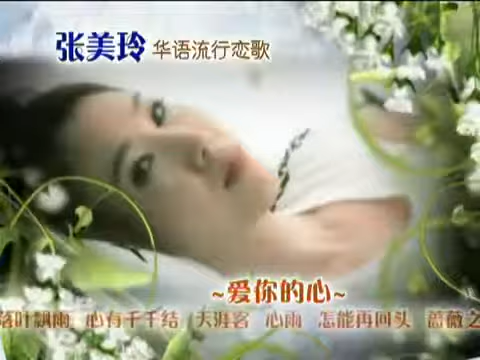 张美玲 华语流行恋歌
~爱你的心~
落叶飘雨 心有千千结 天涯客 心雨 怎能再回头 蔷薇之